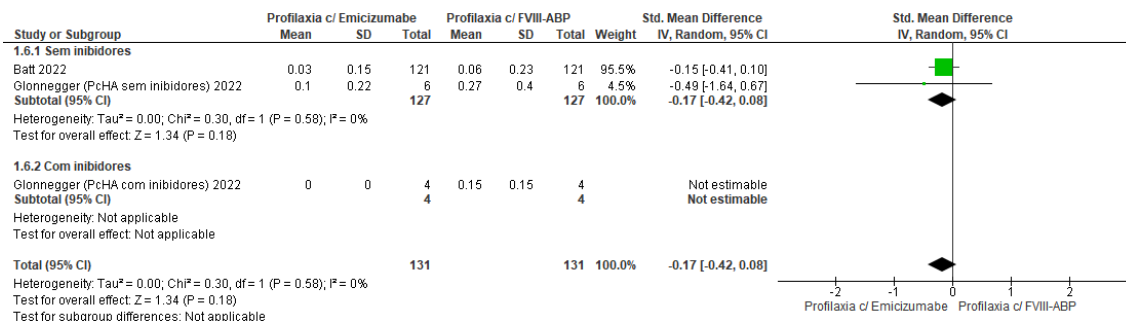 Profilaxia c/ Emicizumabe Profilaxia c/ FVIII-ABP Std. Mean Difference Std. Mean Difference
Study or Subgroup Mean SD Total Mean SD Total Weight IV, Random, 95% CI IV, Random, 95% CI
1.6.1 Sem inibidores
Batt 2022 0.03 0.15 121 0.06 0.23 121 95.5% -0.15 [-0.41, 0.10]
Glonnegger (PcHA sem inibidores) 2022 0.1 0.22 6 0.27 0.4 6 4.5% -0.49 [-1.64, 0.67]
Subtotal (95% CI) 127 127 100.0% -0.17 [-0.42, 0.08]
Heterogeneity: Tau² = 0.00; Chi² = 0.30, df = 1 (P = 0.58); I² = 0%
Test for overall effect: Z = 1.34 (P = 0.18)
1.6.2 Com inibidores
Glonnegger (PcHA com inibidores) 2022 0 0 4 0.15 0.15 4 Not estimable
Subtotal (95% CI) 4 4 Not estimable
Heterogeneity: Not applicable
Test for overall effect: Not applicable
Total (95% CI) 131 131 100.0% -0.17 [-0.42, 0.08]
Heterogeneity: Tau² = 0.00; Chi² = 0.30, df = 1 (P = 0.58); I² = 0%
Test for overall effect: Z = 1.34 (P = 0.18)
Test for subgroup differences: Not applicable
-2 -1 0 1 2
Profilaxia c/ Emicizumabe Profilaxia c/ FVIII-ABP